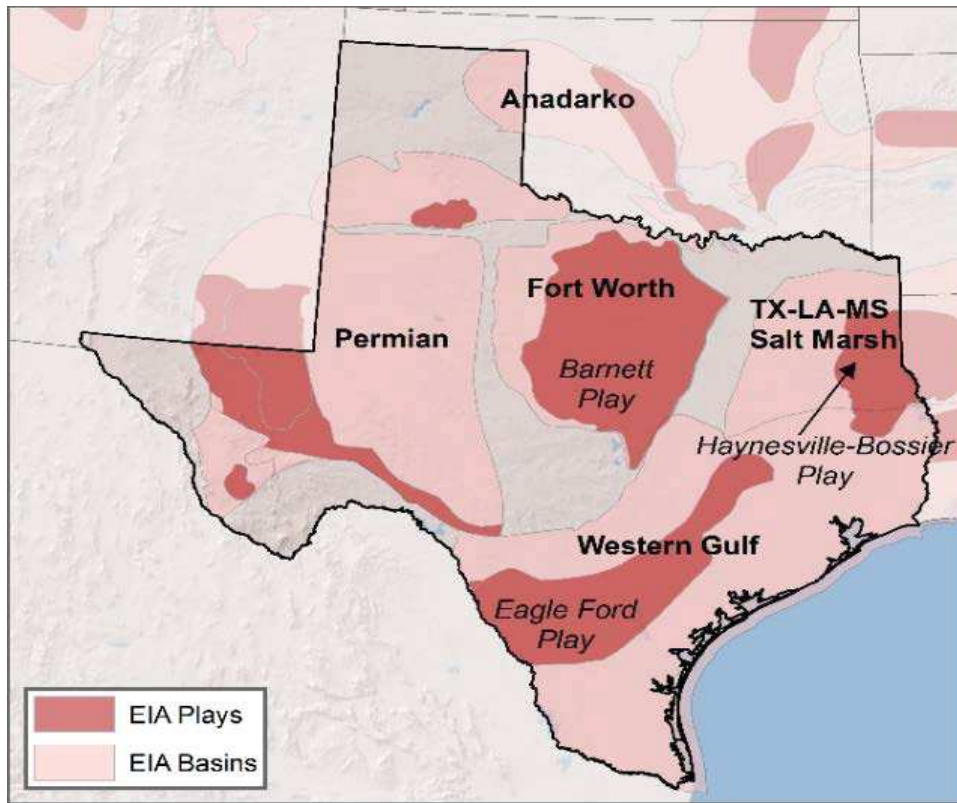 Anadarko
Fort Worth
Permian
TX-LA-MS
Salt Marsh
Barnett
Play
Haynesville-Bossier
Play
Western Gulf
Eagle Ford
Play
EIA Plays
EIA Basins